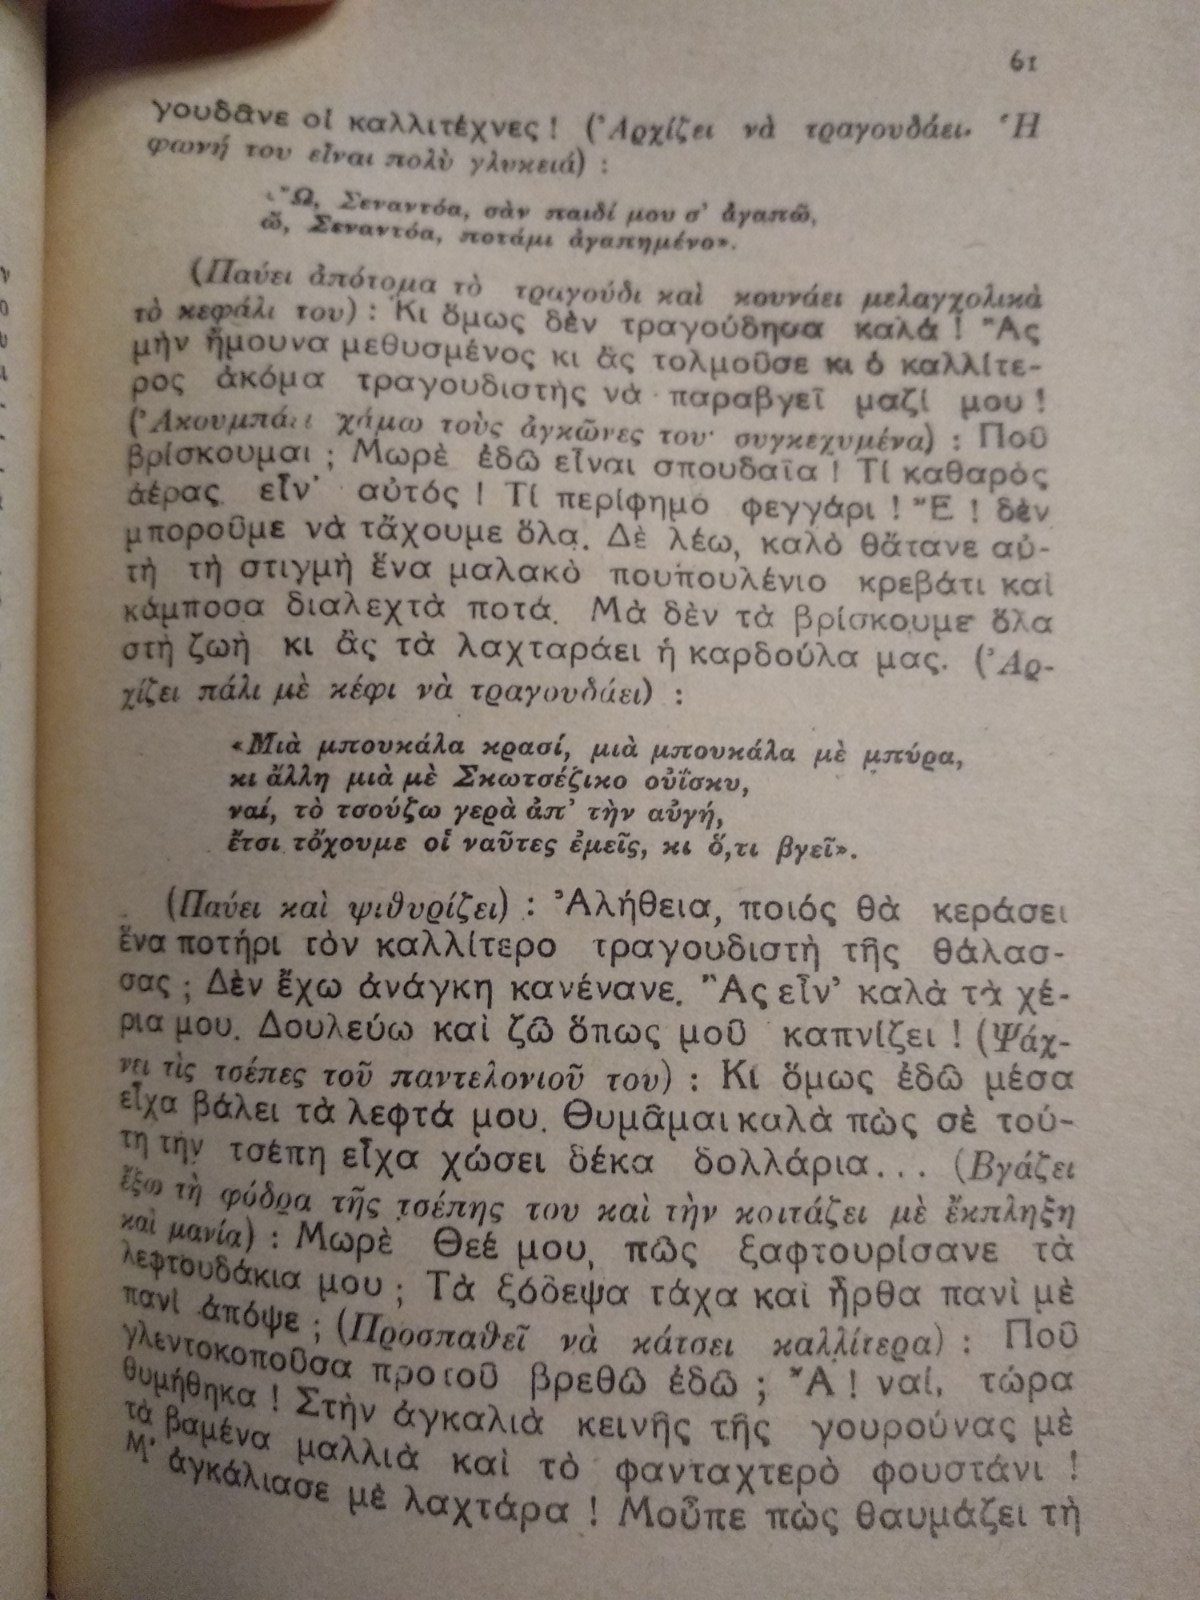 61
γουδᾶνε οἱ καλλιτέχνες! (Ἀρχίζει νὰ τραγουδάει. Ἡ
φωνή του εἶναι πολὺ γλυκειά) :
«Ὤ, Σεναντόα, σὰν παιδί μου σ' ἀγαπῶ,
ὤ, Σεναντόα, ποτάμι ἀγαπημένο».
(Παύει ἀπότομα τὸ τραγούδι καὶ κουνάει μελαγχολικὰ
τὸ κεφάλι του) : Κι ὅμως δὲν τραγούδησα καλά! Ἂς
μὴν ἤμουνα μεθυσμένος κι ἂς τολμοῦσε κι ὁ καλλίτε-
ρος ἀκόμα τραγουδιστὴς νὰ παραβγεῖ μαζί μου!
(Ἀκουμπάει χάμω τοὺς ἀγκῶνες του· συγκεχυμένα) : Ποῦ
βρίσκουμαι ; Μωρὲ ἐδῶ εἶναι σπουδαῖα! Τί καθαρὸς
ἀέρας εἶν' αὐτός! Τί περίφημο φεγγάρι! Ἔ! δὲν
μποροῦμε νὰ τἄχουμε ὅλα. Δὲ λέω, καλὸ θἄτανε αὐ-
τὴ τὴ στιγμὴ ἕνα μαλακὸ πουπουλένιο κρεβάτι καὶ
κάμποσα διαλεχτὰ ποτά. Μὰ δὲν τὰ βρίσκουμε ὅλα
στὴ ζωὴ κι ἂς τὰ λαχταράει ἡ καρδούλα μας. (Ἀρ-
χίζει πάλι μὲ κέφι νὰ τραγουδάει) :
«Μιὰ μπουκάλα κρασί, μιὰ μπουκάλα μὲ μπύρα,
κι ἄλλη μιὰ μὲ Σκωτσέζικο οὐΐσκυ,
ναί, τὸ τσούζω γερὰ ἀπ' τὴν αὐγή,
ἔτσι τὄχουμε οἱ ναῦτες ἐμεῖς, κι ὅ,τι βγεῖ».
(Παύει καὶ ψιθυρίζει) : Ἀλήθεια, ποιός θὰ κεράσει
ἕνα ποτήρι τὸν καλλίτερο τραγουδιστὴ τῆς θάλασ-
σας ; Δὲν ἔχω ἀνάγκη κανένανε. Ἂς εἶν' καλὰ τὰ χέ-
ρια μου. Δουλεύω καὶ ζῶ ὅπως μοῦ καπνίζει! (Ψάχ-
νει τὶς τσέπες τοῦ παντελονιοῦ του) : Κι ὅμως ἐδῶ μέσα
εἶχα βάλει τὰ λεφτά μου. Θυμᾶμαι καλὰ πὼς σὲ τού-
τη τὴν τσέπη εἶχα χώσει δέκα δολλάρια... (Βγάζει
ἔξω τὴ φόδρα τῆς τσέπης του καὶ τὴν κοιτάζει μὲ ἔκπληξη
καὶ μανία) : Μωρὲ Θεέ μου, πῶς ξαφτουρίσανε τὰ
λεφτουδάκια μου ; Τὰ ξόδεψα τάχα καὶ ἦρθα πανὶ μὲ
πανὶ ἀπόψε ; (Προσπαθεῖ νὰ κάτσει καλλίτερα) : Ποῦ
γλεντοκοποῦσα προτοῦ βρεθῶ ἐδῶ ; Ἄ! ναί, τώρα
θυμήθηκα! Στὴν ἀγκαλιὰ κεινῆς τῆς γουρούνας μὲ
τὰ βαμένα μαλλιὰ καὶ τὸ φανταχτερὸ φουστάνι!
Μ' ἀγκάλιασε μὲ λαχτάρα! Μοὖπε πὼς θαυμάζει τὴ